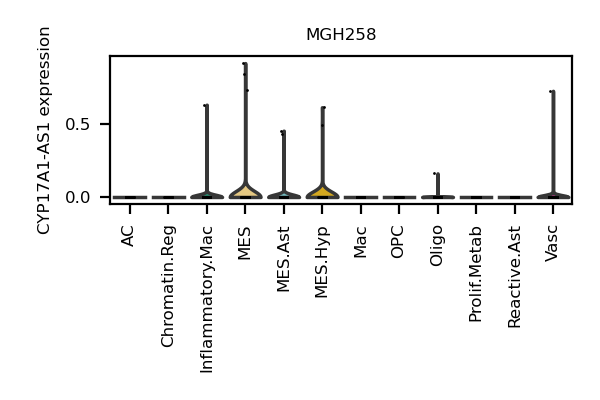 MGH258
CYP17A1-AS1 expression
0.5
0.0
AC
Chromatin.Reg
Inflammatory.Mac
MES
MES.Ast
MES.Hyp
Mac
OPC
Oligo
Prolif.Metab
Reactive.Ast
Vasc